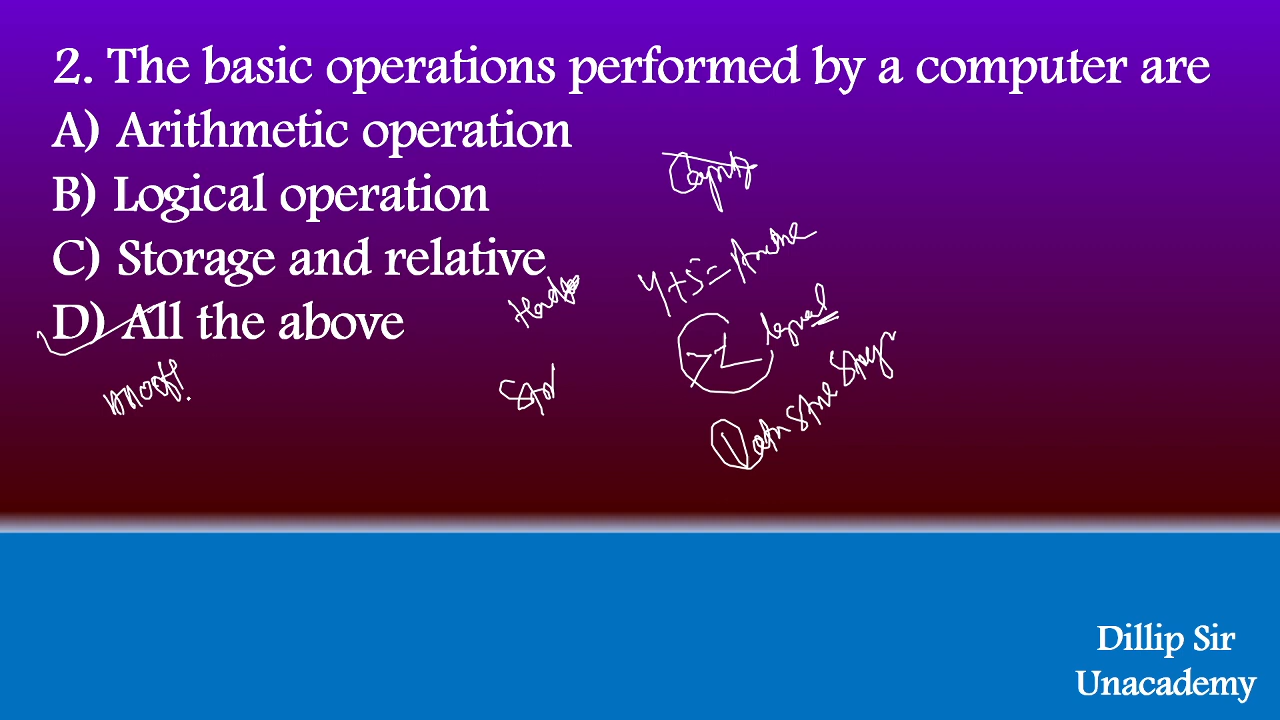 2. The basic operations performed by a computer are
A) Arithmetic operation
B) Logical operation
C) Storage and relative
D) All the above
Data
Dillip Sir
Unacademy